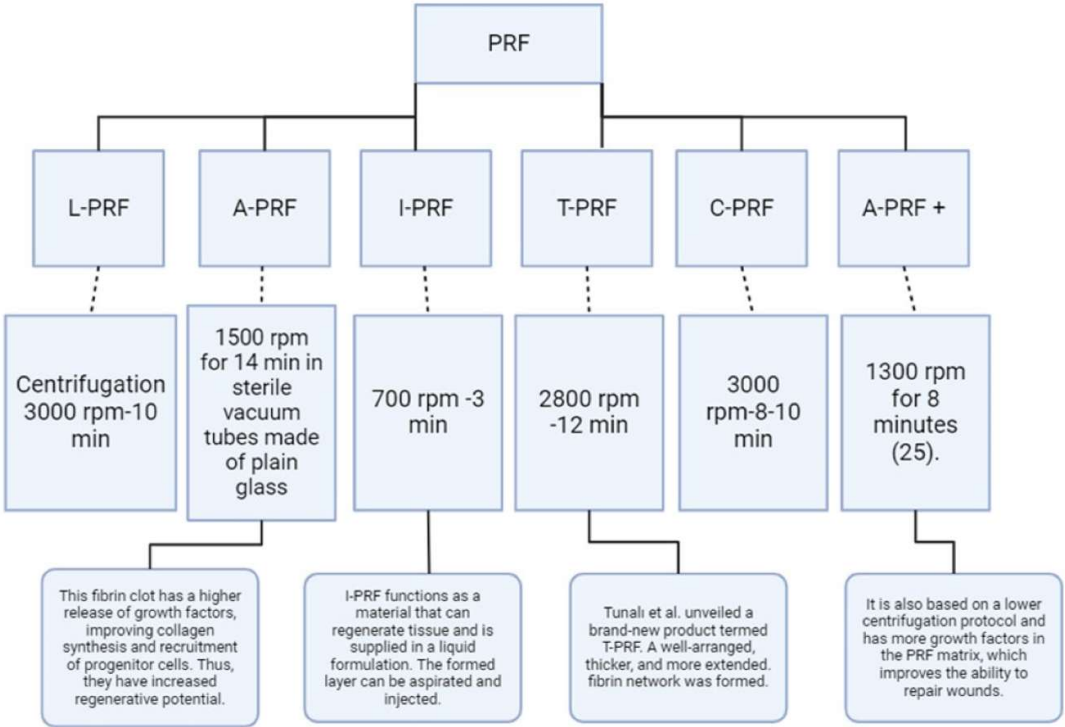 PRF
L-PRF
A-PRF
I-PRF
T-PRF
C-PRF
A-PRF +
Centrifugation
3000 rpm-10
min
1500 rpm
for 14 min in
sterile
vacuum
tubes made
of plain
glass
700 rpm -3
min
2800 rpm
-12 min
3000
rpm-8-10
min
1300 rpm
for 8
minutes
(25).
This fibrin clot has a higher
release of growth factors,
improving collagen
synthesis and recruitment
of progenitor cells. Thus,
they have increased
regenerative potential.
I-PRF functions as a
material that can
regenerate tissue and is
supplied in a liquid
formulation. The formed
layer can be aspirated and
injected.
Tunalı et al. unveiled a
brand-new product termed
T-PRF. A well-arranged,
thicker, and more extended.
fibrin network was formed.
It is also based on a lower
centrifugation protocol and
has more growth factors in
the PRF matrix, which
improves the ability to
repair wounds.